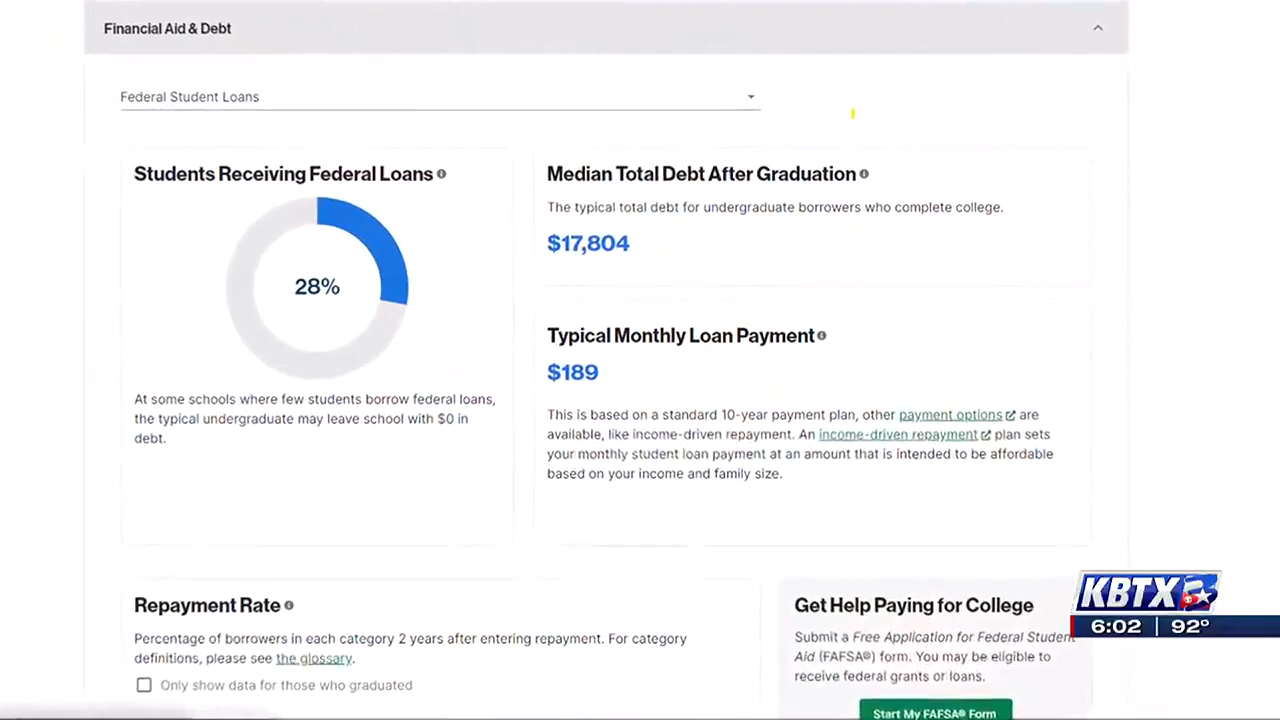 Financial Aid & Debt
Federal Student Loans
Students Receiving Federal Loans
28%
At some schools where few students borrow federal loans,
the typical undergraduate may leave school with $0 in
debt.
Median Total Debt After Graduation
The typical total debt for undergraduate borrowers who complete college.
$17,804
Typical Monthly Loan Payment
$189
This is based on a standard 10-year payment plan, other payment options are
available, like income-driven repayment. An income-driven repayment plan sets
your monthly student loan payment at an amount that is intended to be affordable
based on your income and family size.
Repayment Rate
Percentage of borrowers in each category 2 years after entering repayment. For category
definitions, please see the glossary.
Only show data for those who graduated
Get Help Paying for College
Submit a Free Application for Federal Student
Aid (FAFSA®) form. You may be eligible to
receive federal grants or loans.
Start My FAFSA® Form
KBTX 3
6:02 | 92°